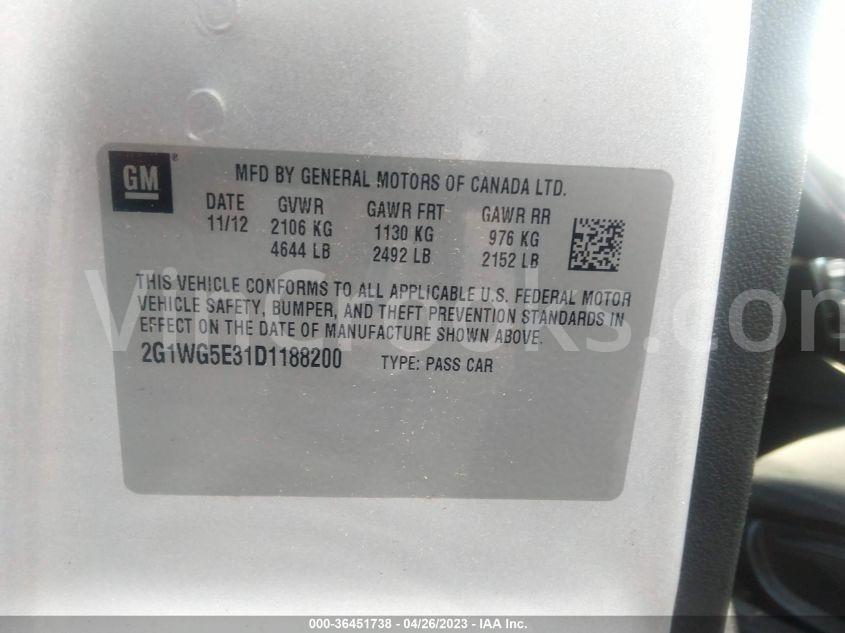 GM ®
MFD BY GENERAL MOTORS OF CANADA LTD.
DATE GVWR GAWR FRT GAWR RR
11/12 2106 KG 1130 KG 976 KG
4644 LB 2492 LB 2152 LB
THIS VEHICLE CONFORMS TO ALL APPLICABLE U.S. FEDERAL MOTOR
VEHICLE SAFETY, BUMPER, AND THEFT PREVENTION STANDARDS IN
EFFECT ON THE DATE OF MANUFACTURE SHOWN ABOVE.
2G1WG5E31D1188200 TYPE: PASS CAR
000-36451738 - 04/26/2023 - IAA Inc.